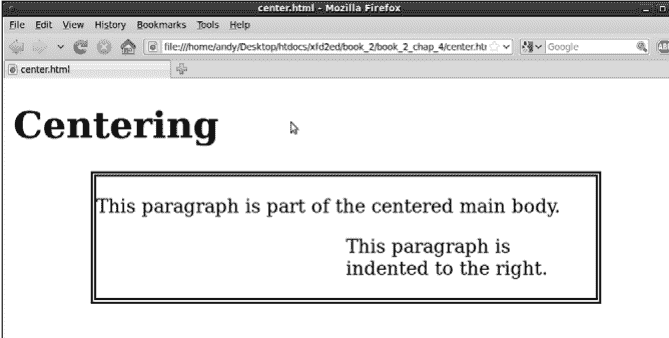 center.html - Mozilla Firefox
File Edit View History Bookmarks Tools Help
file:///home/andy/Desktop/htdocs/xfd2ed/book_2/book_2_chap_4/center.ht
Google
center.html
Centering
This paragraph is part of the centered main body.
This paragraph is
indented to the right.